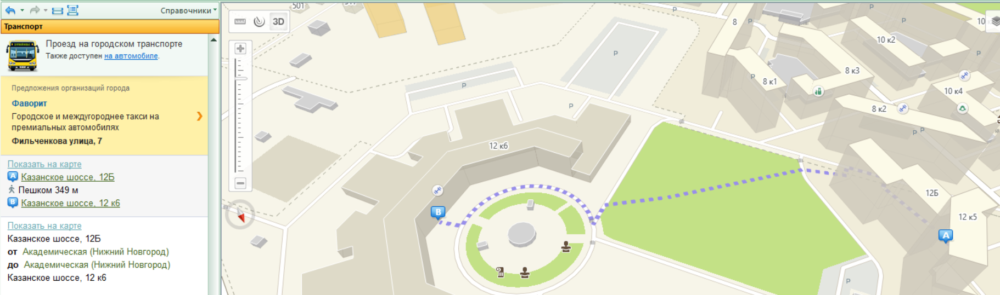 Справочники
Транспорт
Проезд на городском транспорте
Также доступен на автомобиле.
Предложения организаций города
Фаворит
Городское и междугороднее такси на
премиальных автомобилях
Фильченкова улица, 7
Показать на карте
A Казанское шоссе, 12Б
Пешком 349 м
B Казанское шоссе, 12 к6
Показать на карте
Казанское шоссе, 12Б
от Академическая (Нижний Новгород)
до Академическая (Нижний Новгород)
Казанское шоссе, 12 к6
3D
501
P
8
P
P
10
10 к2
P
P
8 к3
P
8 к1
P
10 к4
P
8 к2
P P
12 к6
B
12Б
12 к5
A
P